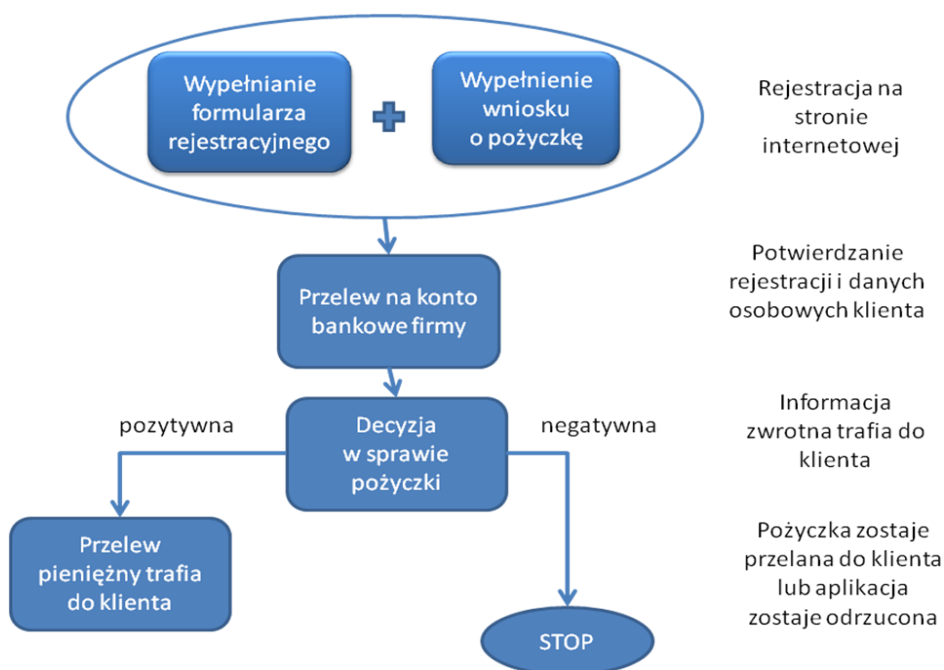 Wypełnianie
formularza
rejestracyjnego
Wypełnienie
wniosku
o pożyczkę
Rejestracja na
stronie
internetowej
Przelew na konto
bankowe firmy
Potwierdzanie
rejestracji i danych
osobowych klienta
pozytywna
Decyzja
w sprawie
pożyczki
negatywna
Informacja
zwrotna trafia do
klienta
Przelew
pieniężny trafia
do klienta
STOP
Pożyczka zostaje
przelana do klienta
lub aplikacja
zostaje odrzucona